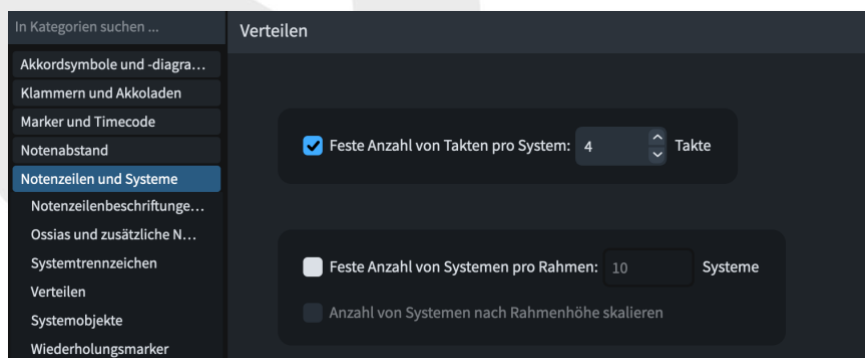 In Kategorien suchen ...
Verteilen
Akkordsymbole und -diagra...
Klammern und Akkoladen
Marker und Timecode
Notenabstand
Notenzeilen und Systeme
Notenzeilenbeschriftunge...
Ossias und zusätzliche N...
Systemtrennzeichen
Verteilen
Systemobjekte
Wiederholungsmarker
Feste Anzahl von Takten pro System: 4 Takte
Feste Anzahl von Systemen pro Rahmen: 10 Systeme
Anzahl von Systemen nach Rahmenhöhe skalieren